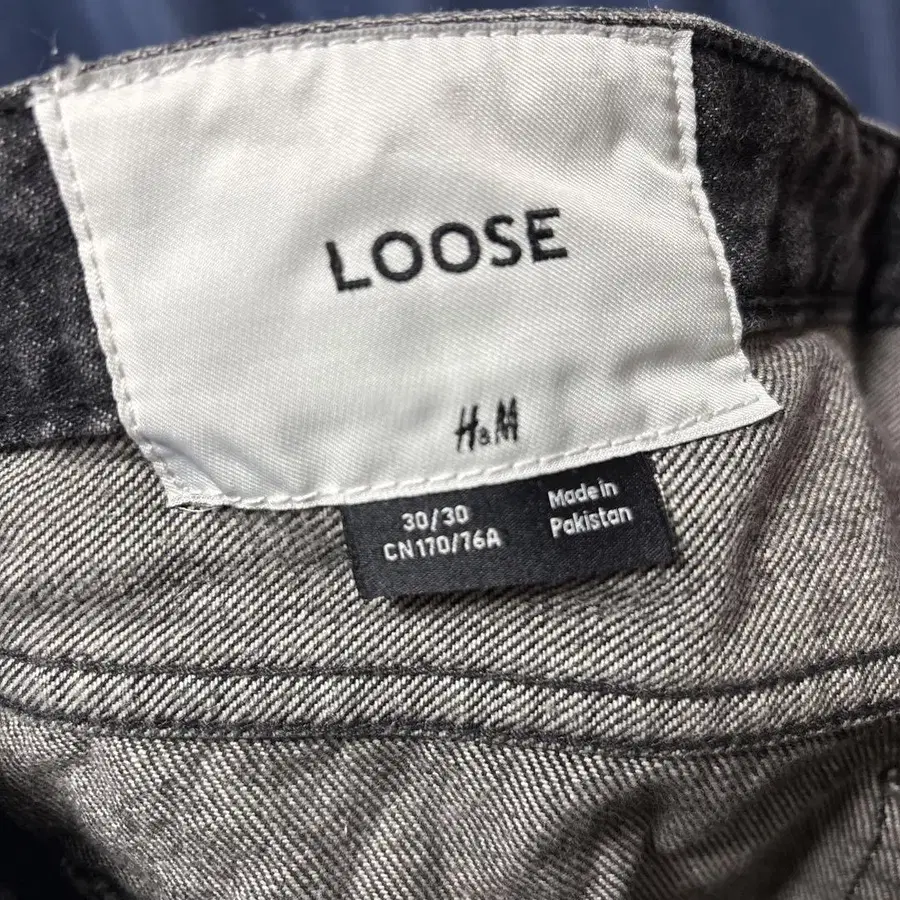 LOOSE
H&M
30/30
CN170/76A
Made in
Pakistan